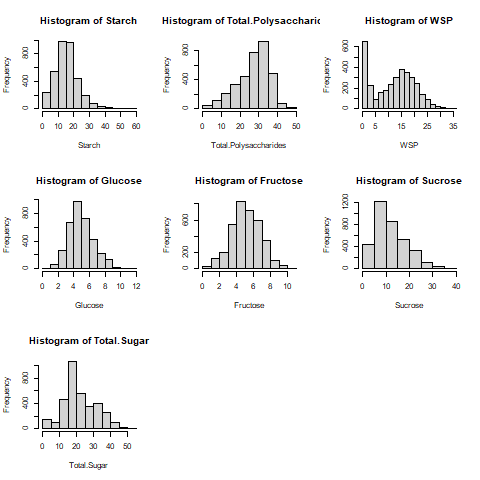 Histogram of Starch
Frequency
0 400 800
0 10 20 30 40 50 60
Starch
Histogram of Total.Polysaccharic
Frequency
0 400 800
0 10 20 30 40 50
Total.Polysaccharides
Histogram of WSP
Frequency
0 200 400 600
0 5 15 25 35
WSP
Histogram of Glucose
Frequency
0 400 800
0 2 4 6 8 10 12
Glucose
Histogram of Fructose
Frequency
0 200 600
0 2 4 6 8 10
Fructose
Histogram of Sucrose
Frequency
0 400 800 1200
0 10 20 30 40
Sucrose
Histogram of Total.Sugar
Frequency
0 400 800
0 10 20 30 40 50
Total.Sugar